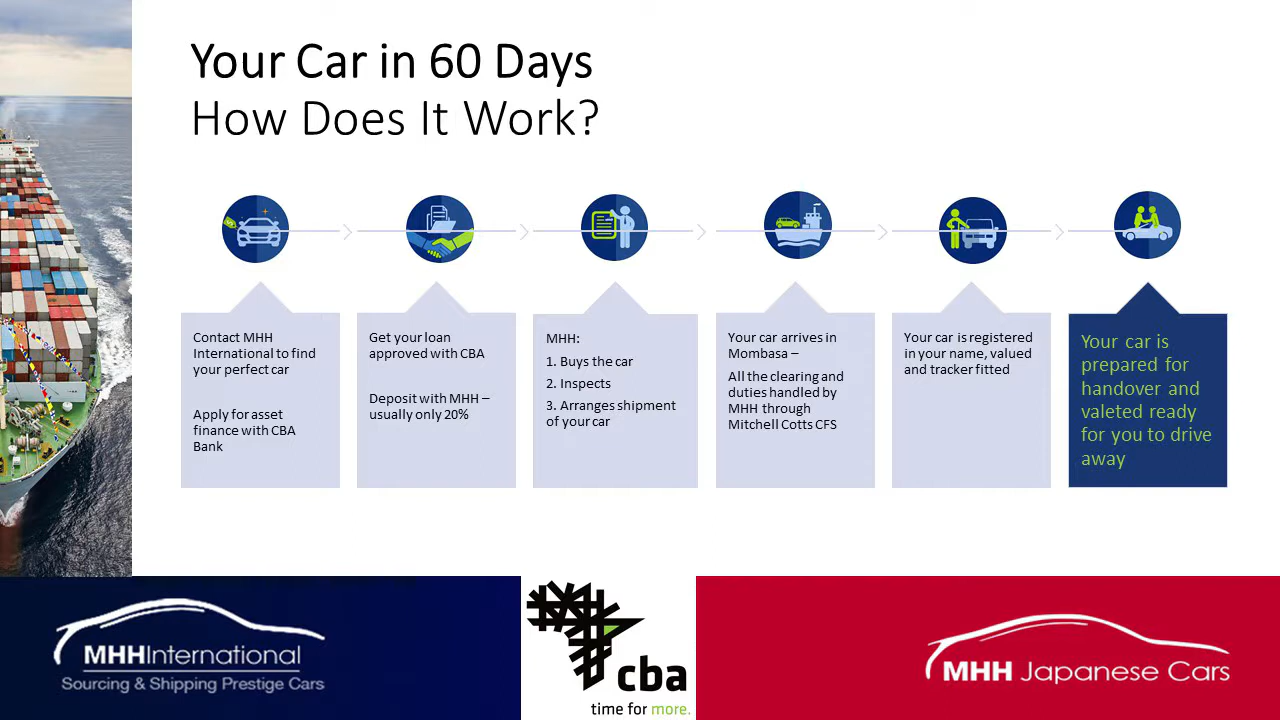 Your Car in 60 Days
How Does It Work?
Contact MHH
International to find
your perfect car
Apply for asset
finance with CBA
Bank
Get your loan
approved with CBA
Deposit with MHH –
usually only 20%
MHH:
1. Buys the car
2. Inspects
3. Arranges shipment
of your car
Your car arrives in
Mombasa –
All the clearing and
duties handled by
MHH through
Mitchell Cotts CFS
Your car is registered
in your name, valued
and tracker fitted
Your car is
prepared for
handover and
valeted ready
for you to drive
away
MHHInternational
Sourcing & Shipping Prestige Cars
cba
time for more.
MHH Japanese Cars